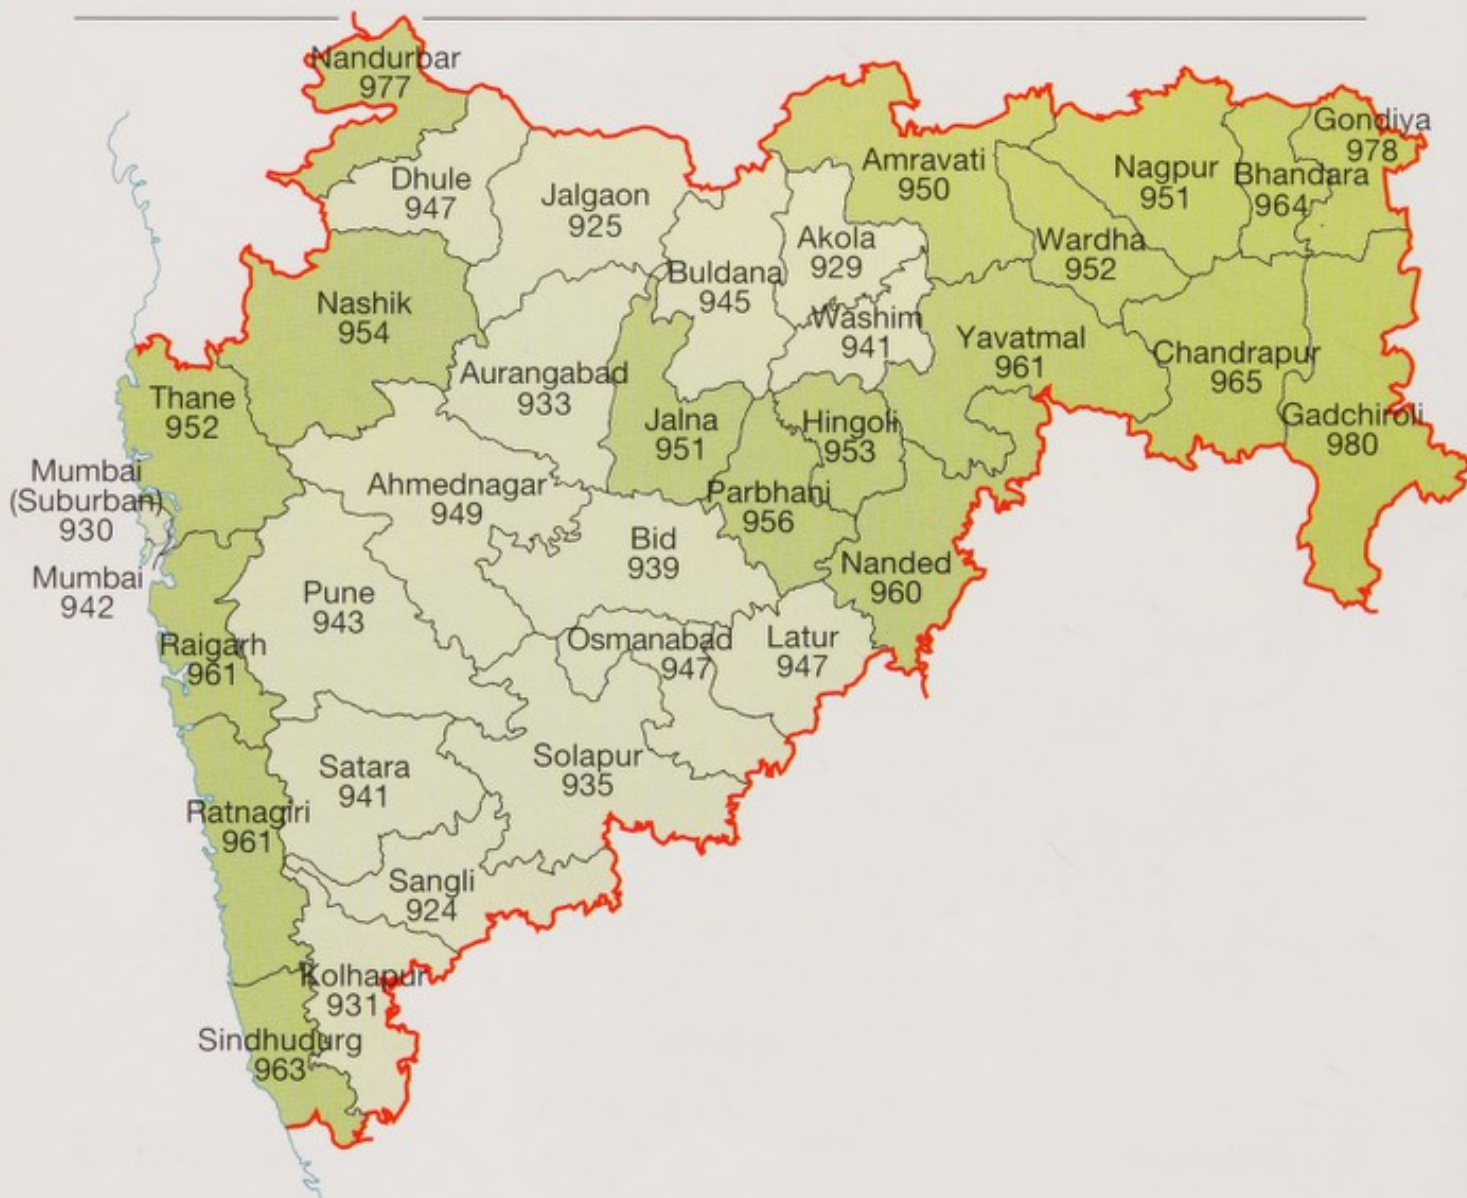 Nandurbar
977
Gondiya
978
Amravati
950
Nagpur
951
Bhandara
964
Dhule
947
Jalgaon
925
Akola
929
Wardha
952
Buldana
945
Nashik
954
Washim
941
Yavatmal
961
Chandrapur
965
Aurangabad
933
Thane
952
Jalna
951
Hingoli
953
Gadchiroli
980
Mumbai
(Suburban)
930
Ahmednagar
949
Parbhani
956
Bid
939
Nanded
960
Mumbai
942
Pune
943
Raigarh
961
Osmanabad
947
Latur
947
Satara
941
Solapur
935
Ratnagiri
961
Sangli
924
Kolhapur
931
Sindhudurg
963